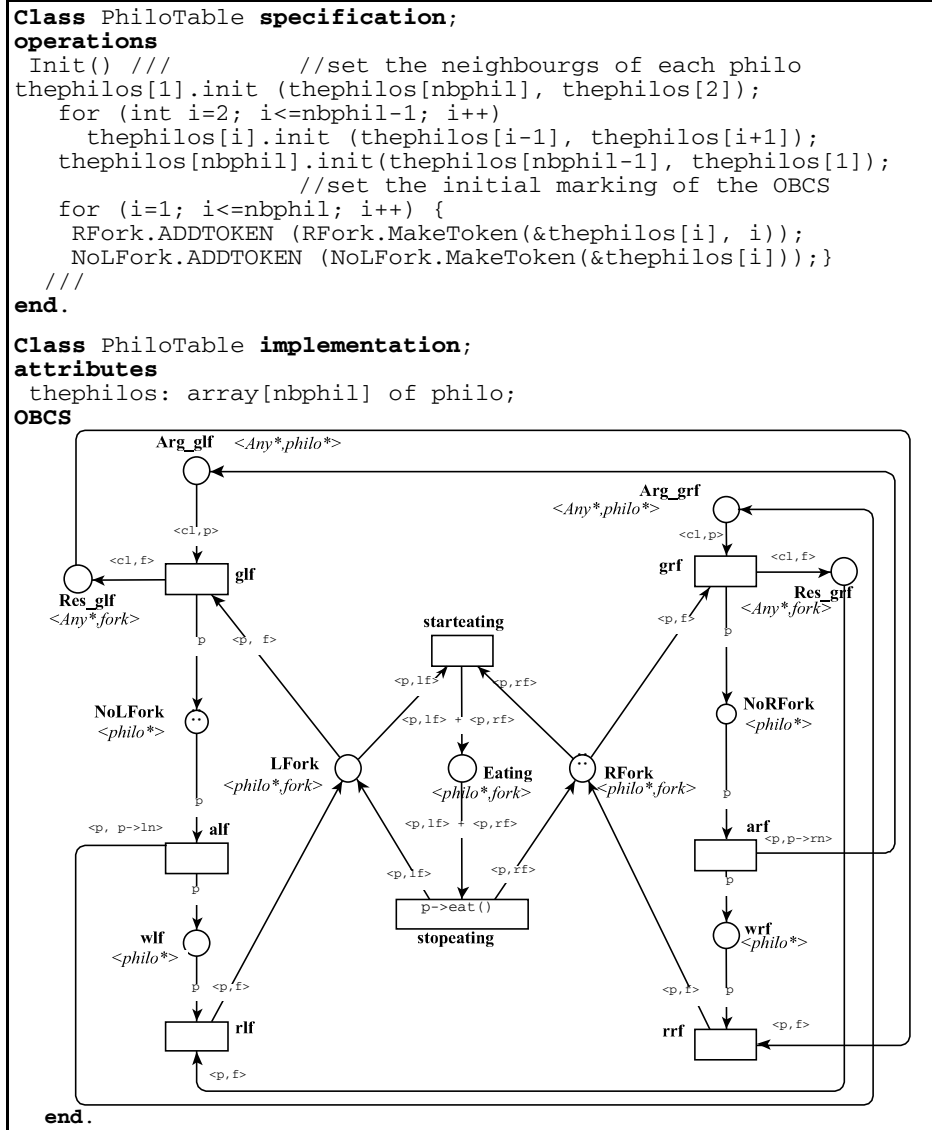 Class PhiloTable specification;
operations
Init() /// //set the neighbourgs of each philo
thephilos[1].init (thephilos[nbphil], thephilos[2]);
for (int i=2; i<=nbphil-1; i++)
thephilos[i].init (thephilos[i-1], thephilos[i+1]);
thephilos[nbphil].init(thephilos[nbphil-1], thephilos[1]);
//set the initial marking of the OBCS
for (i=1; i<=nbphil; i++) {
RFork.ADDTOKEN (RFork.MakeToken(&thephilos[i], i));
NoLFork.ADDTOKEN (NoLFork.MakeToken(&thephilos[i]));}
///
end.
Class PhiloTable implementation;
attributes
thephilos: array[nbphil] of philo;
OBCS
Arg_glf <Any*,philo*>
Arg_grf
<Any*,philo*>
<cl,p>
<cl,p>
<cl,f>
glf
grf
<cl,f>
Res_glf
<Any*,fork>
Res_grf
<Any*,fork>
starteating
<p,f>
p
<p, f>
p
<p,lf>
<p,rf>
NoLFork
<philo*>
<p,lf> + <p,rf>
NoRFork
<philo*>
LFork
<philo*,fork>
Eating
<philo*,fork>
RFork
<philo*,fork>
p
p
<p, p->ln>
alf
<p,lf> + <p,rf>
arf
<p,p->rn>
<p,lf>
<p,rf>
p
p
p->eat()
stopeating
wlf
<philo*>
wrf
<philo*>
p
<p,f>
<p,f>
p
rlf
rrf
<p,f>
<p,f>
end.